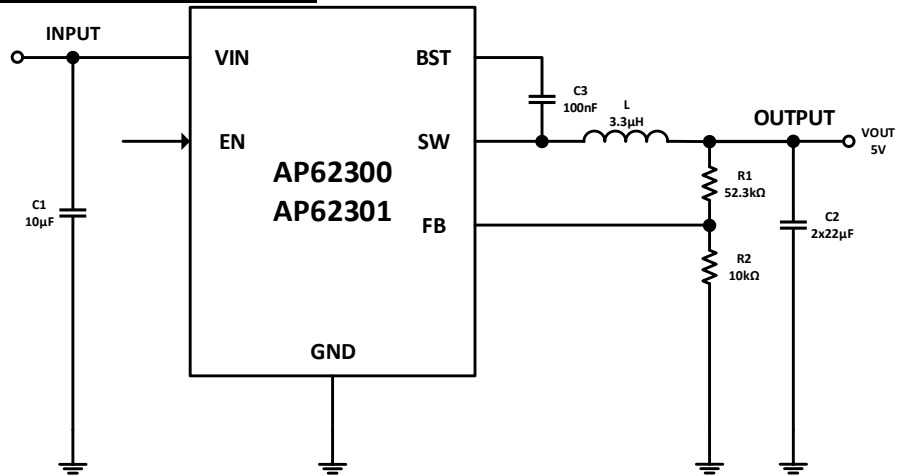 INPUT
VIN
BST
C3
100nF
L
3.3µH
OUTPUT
VOUT
5V
EN
SW
AP62300
AP62301
R1
52.3kΩ
C1
10µF
FB
C2
2x22µF
R2
10kΩ
GND